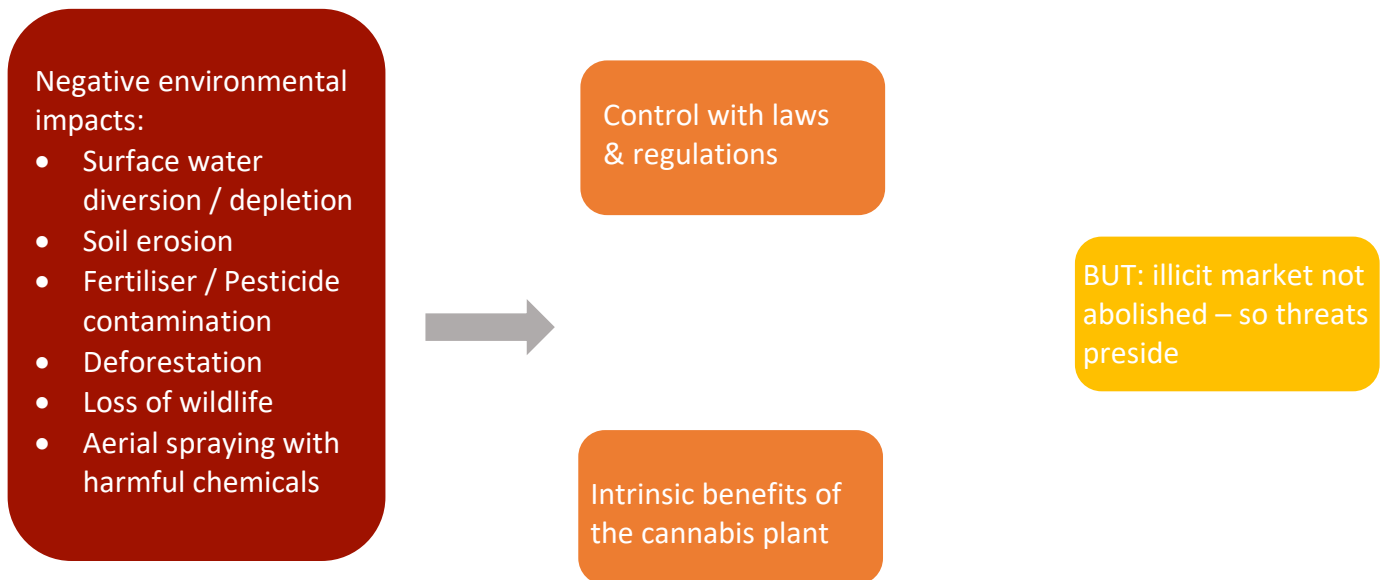 Negative environmental
impacts:
• Surface water
diversion / depletion
• Soil erosion
• Fertiliser / Pesticide
contamination
• Deforestation
• Loss of wildlife
• Aerial spraying with
harmful chemicals
Control with laws
& regulations
Intrinsic benefits of
the cannabis plant
BUT: illicit market not
abolished – so threats
preside